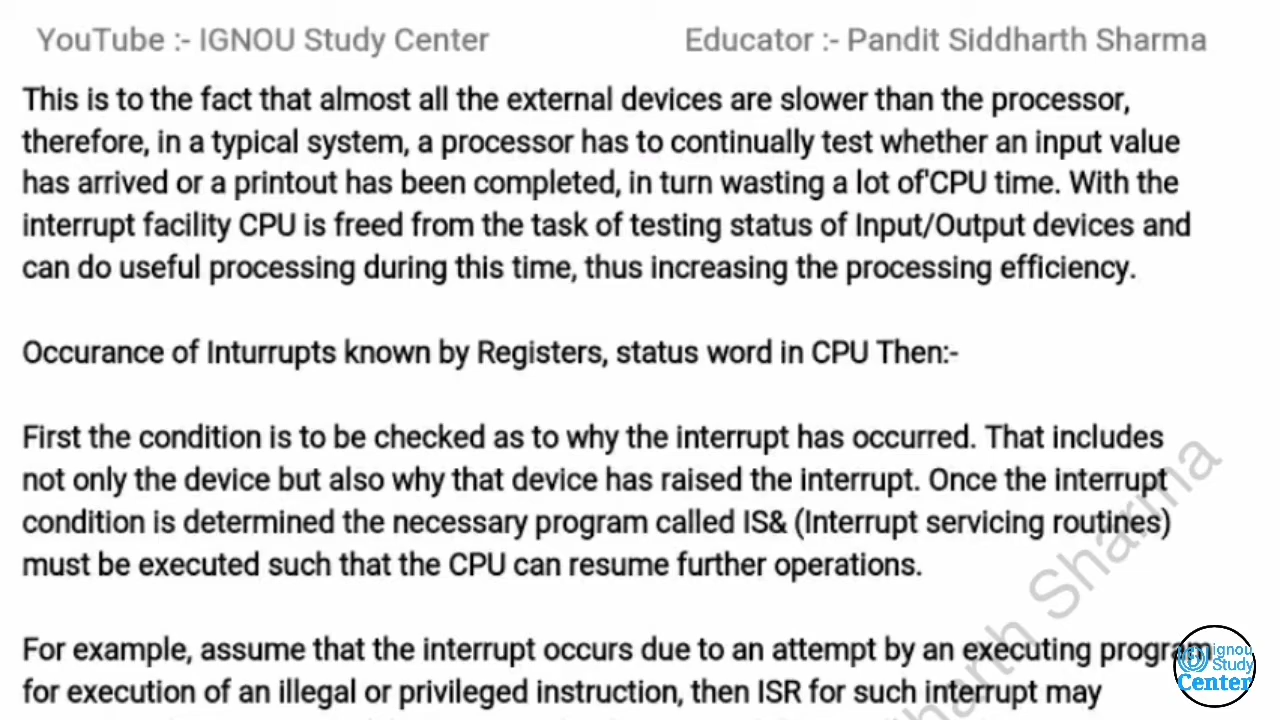 YouTube :- IGNOU Study Center Educator :- Pandit Siddharth Sharma
This is to the fact that almost all the external devices are slower than the processor,
therefore, in a typical system, a processor has to continually test whether an input value
has arrived or a printout has been completed, in turn wasting a lot of'CPU time. With the
interrupt facility CPU is freed from the task of testing status of Input/Output devices and
can do useful processing during this time, thus increasing the processing efficiency.
Occurance of Inturrupts known by Registers, status word in CPU Then:-
First the condition is to be checked as to why the interrupt has occurred. That includes
not only the device but also why that device has raised the interrupt. Once the interrupt
condition is determined the necessary program called IS& (Interrupt servicing routines)
must be executed such that the CPU can resume further operations.
For example, assume that the interrupt occurs due to an attempt by an executing program
for execution of an illegal or privileged instruction, then ISR for such interrupt may
harth Sharma
ignou
Study
Center